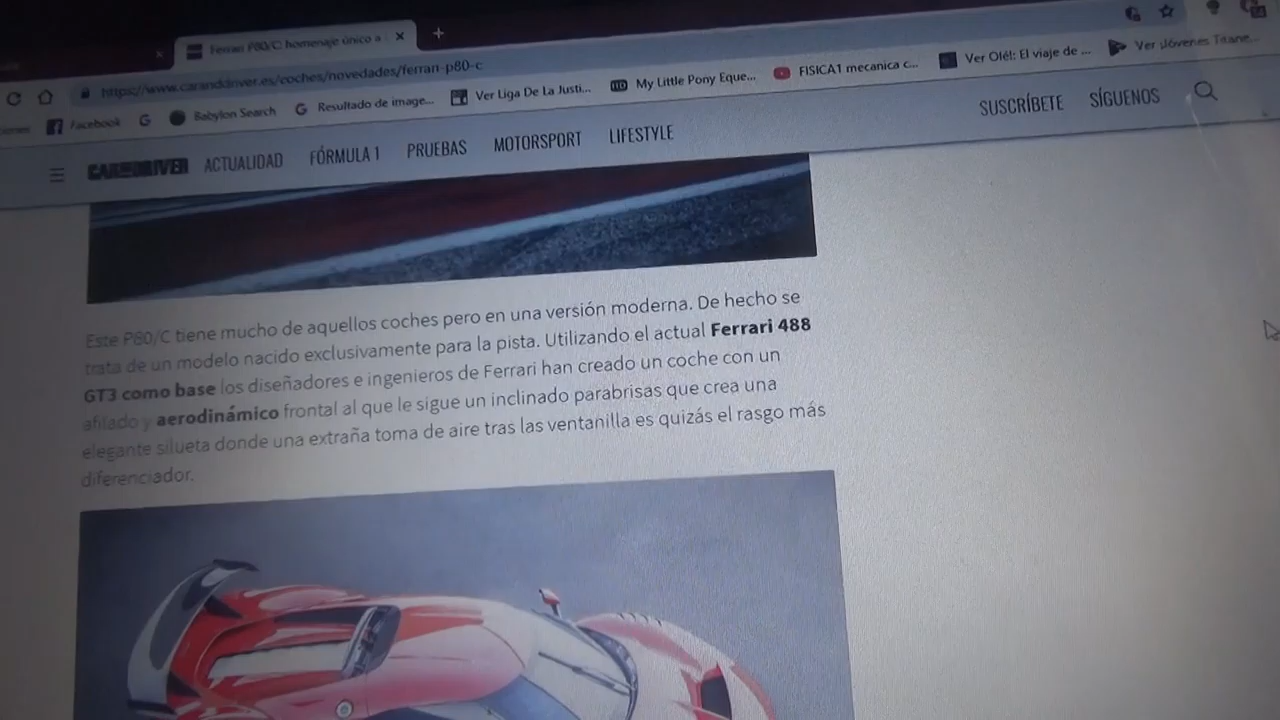 Ferrari P80/C: homenaje único a
https://www.caranddriver.es/coches/novedades/ferrari-p80-c
Facebook
Babylon Search
Resultado de image...
Ver Liga De La Justi...
My Little Pony Eque...
FISICA1 mecanica c...
Ver Olé!: El viaje de ...
Ver ¡Jóvenes Titane...
CAR AND DRIVER
ACTUALIDAD
FÓRMULA 1
PRUEBAS
MOTORSPORT
LIFESTYLE
SUSCRÍBETE
SÍGUENOS
Este P80/C tiene mucho de aquellos coches pero en una versión moderna. De hecho se
trata de un modelo nacido exclusivamente para la pista. Utilizando el actual Ferrari 488
GT3 como base los diseñadores e ingenieros de Ferrari han creado un coche con un
afilado y aerodinámico frontal al que le sigue un inclinado parabrisas que crea una
elegante silueta donde una extraña toma de aire tras las ventanilla es quizás el rasgo más
diferenciador.